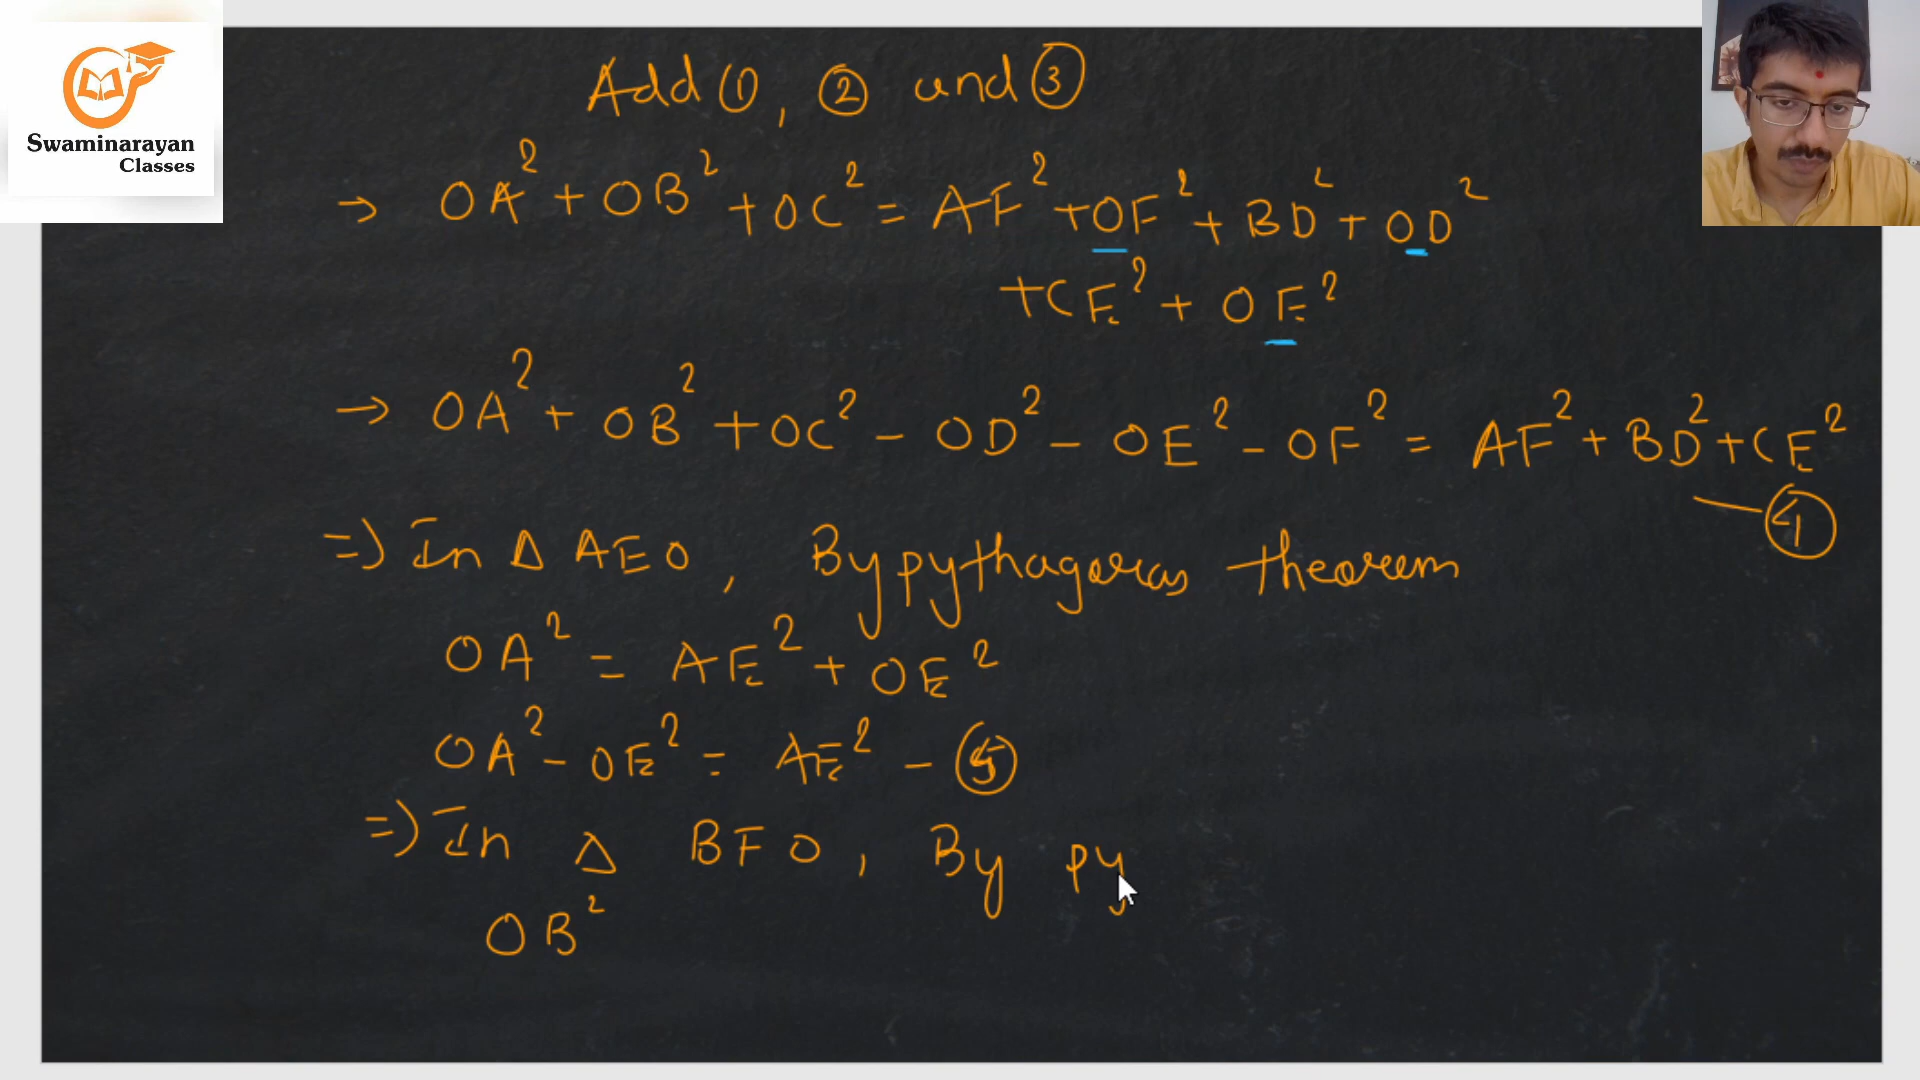 Swaminarayan
Classes
Add ①, ② and ③
→ OA² + OB² + OC² = AF² + OF² + BD² + OD²
+ CE² + OE²
→ OA² + OB² + OC² - OD² - OE² - OF² = AF² + BD² + CE²
— ④
=> In Δ AEO, By pythagoras theorem
OA² = AE² + OE²
OA² - OE² = AE² - ⑤
=> In Δ BFO, By py
OB²